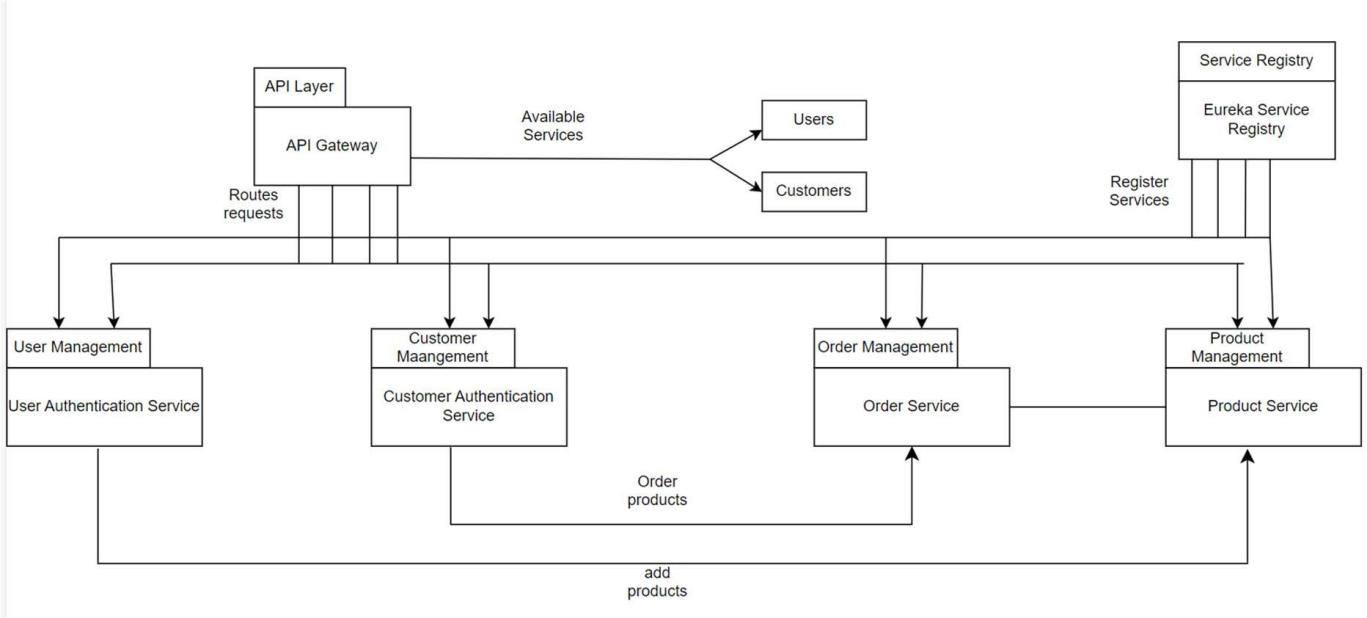 Service Registry
API Layer
Eureka Service
Registry
API Gateway
Available
Services
Users
Customers
Routes
requests
Register
Services
User Management
Customer
Maangement
Order Management
Product
Management
User Authentication Service
Customer Authentication
Service
Order Service
Product Service
Order
products
add
products